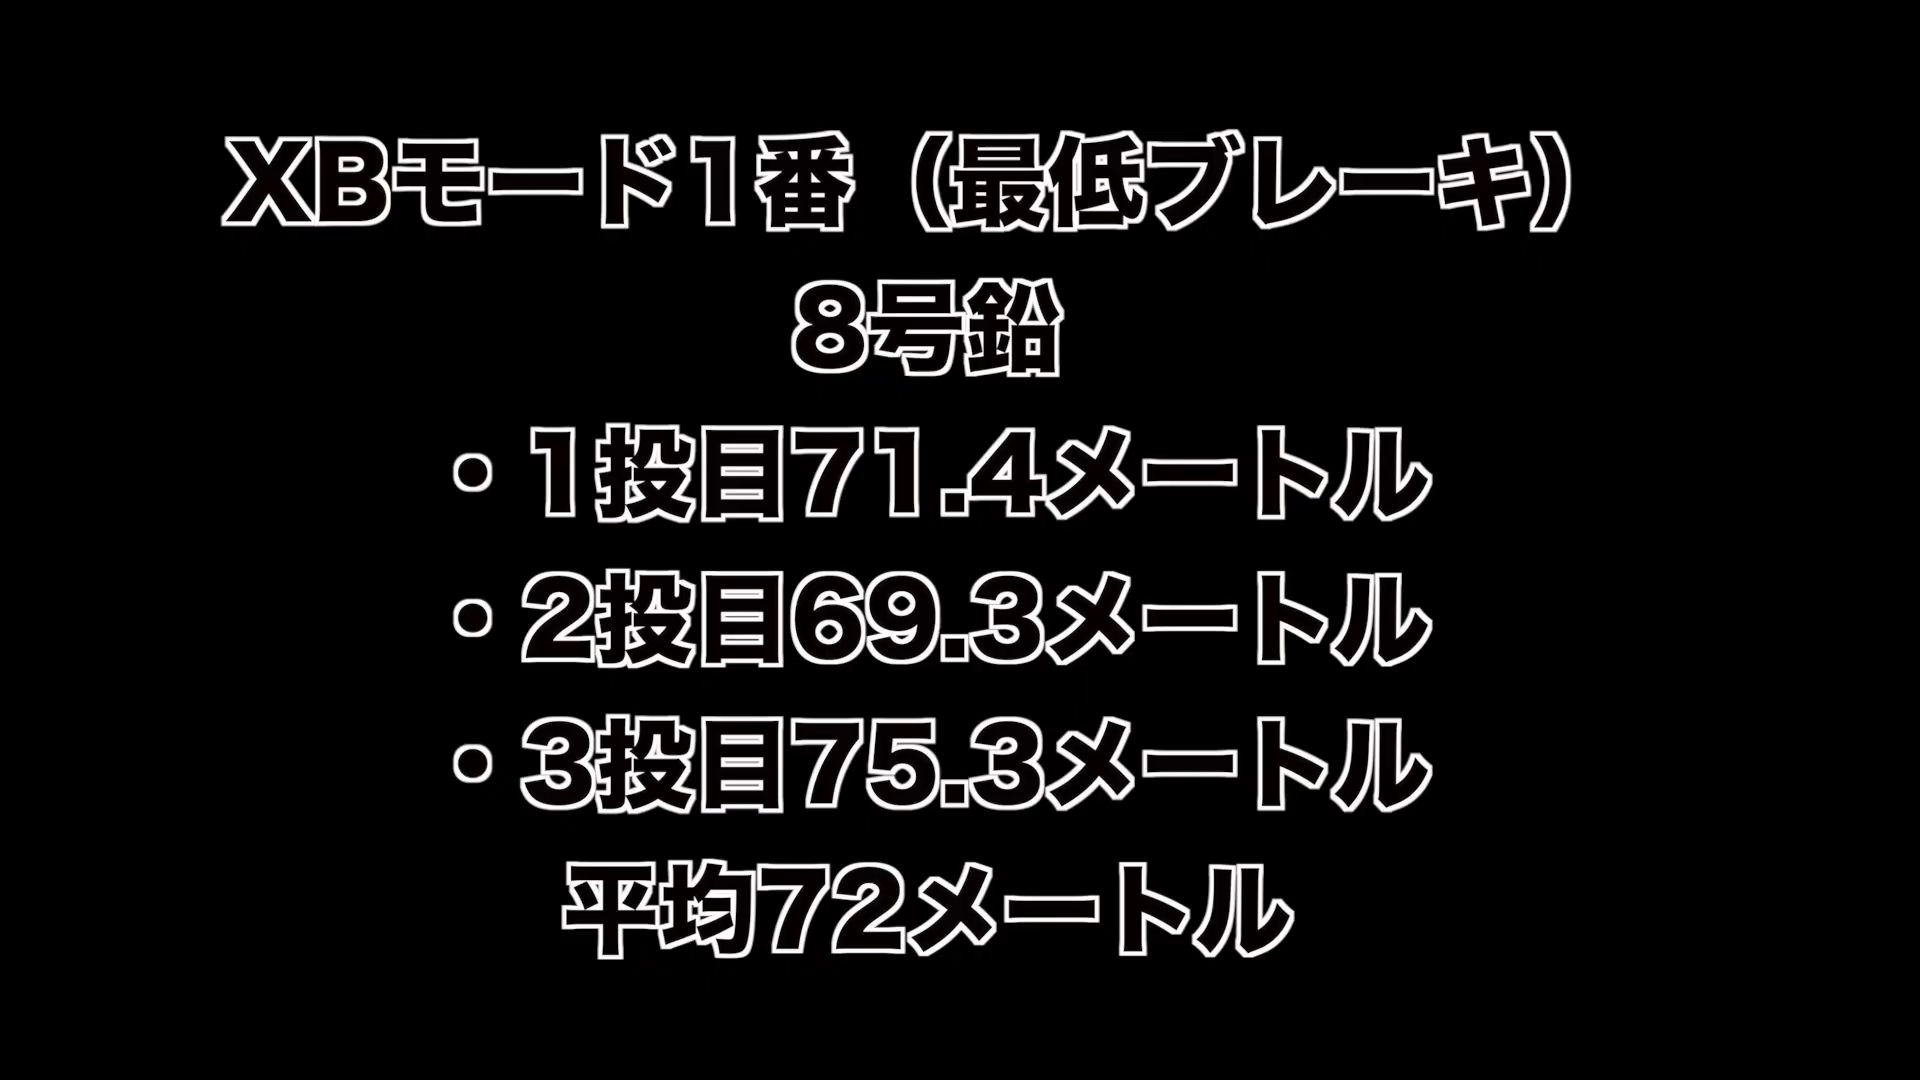 XBモード1番（最低ブレーキ）
8号鉛
・1投目71.4メートル
・2投目69.3メートル
・3投目75.3メートル
平均72メートル